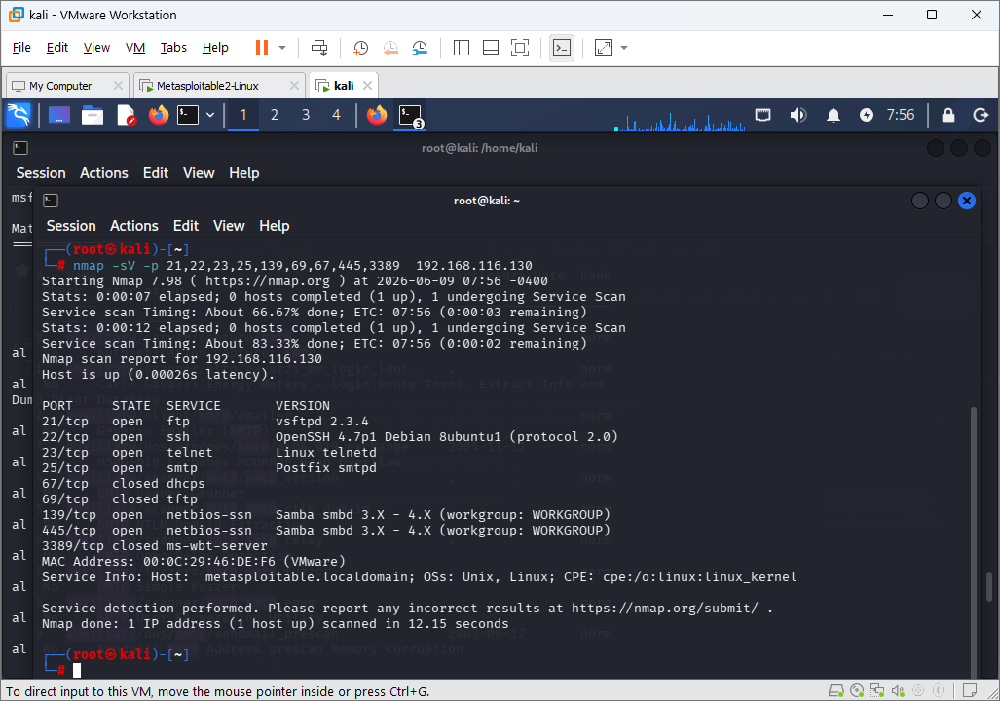 kali - VMware Workstation
File Edit View VM Tabs Help
My Computer Metasploitable2-Linux kali
1 2 3 4 3 7:56
root@kali: /home/kali
Session Actions Edit View Help
msf
root@kali: ~
Mat
Session Actions Edit View Help
┌──(root㉿kali)-[~]
└─# nmap -sV -p 21,22,23,25,139,69,67,445,3389  192.168.116.130
Starting Nmap 7.98 ( https://nmap.org ) at 2026-06-09 07:56 -0400
Stats: 0:00:07 elapsed; 0 hosts completed (1 up), 1 undergoing Service Scan
Service scan Timing: About 66.67% done; ETC: 07:56 (0:00:03 remaining)
Stats: 0:00:12 elapsed; 0 hosts completed (1 up), 1 undergoing Service Scan
Service scan Timing: About 83.33% done; ETC: 07:56 (0:00:02 remaining)
Nmap scan report for 192.168.116.130
Host is up (0.00026s latency).
PORT     STATE  SERVICE       VERSION
21/tcp   open   ftp           vsftpd 2.3.4
22/tcp   open   ssh           OpenSSH 4.7p1 Debian 8ubuntu1 (protocol 2.0)
23/tcp   open   telnet        Linux telnetd
25/tcp   open   smtp          Postfix smtpd
67/tcp   closed dhcps
69/tcp   closed tftp
139/tcp  open   netbios-ssn   Samba smbd 3.X - 4.X (workgroup: WORKGROUP)
445/tcp  open   netbios-ssn   Samba smbd 3.X - 4.X (workgroup: WORKGROUP)
3389/tcp closed ms-wbt-server
MAC Address: 00:0C:29:46:DE:F6 (VMware)
Service Info: Host:  metasploitable.localdomain; OSs: Unix, Linux; CPE: cpe:/o:linux:linux_kernel
Service detection performed. Please report any incorrect results at https://nmap.org/submit/ .
Nmap done: 1 IP address (1 host up) scanned in 12.15 seconds
┌──(root㉿kali)-[~]
└─#
al
al
Dum
al
al
al
al
al
al
al
al
To direct input to this VM, move the mouse pointer inside or press Ctrl+G.